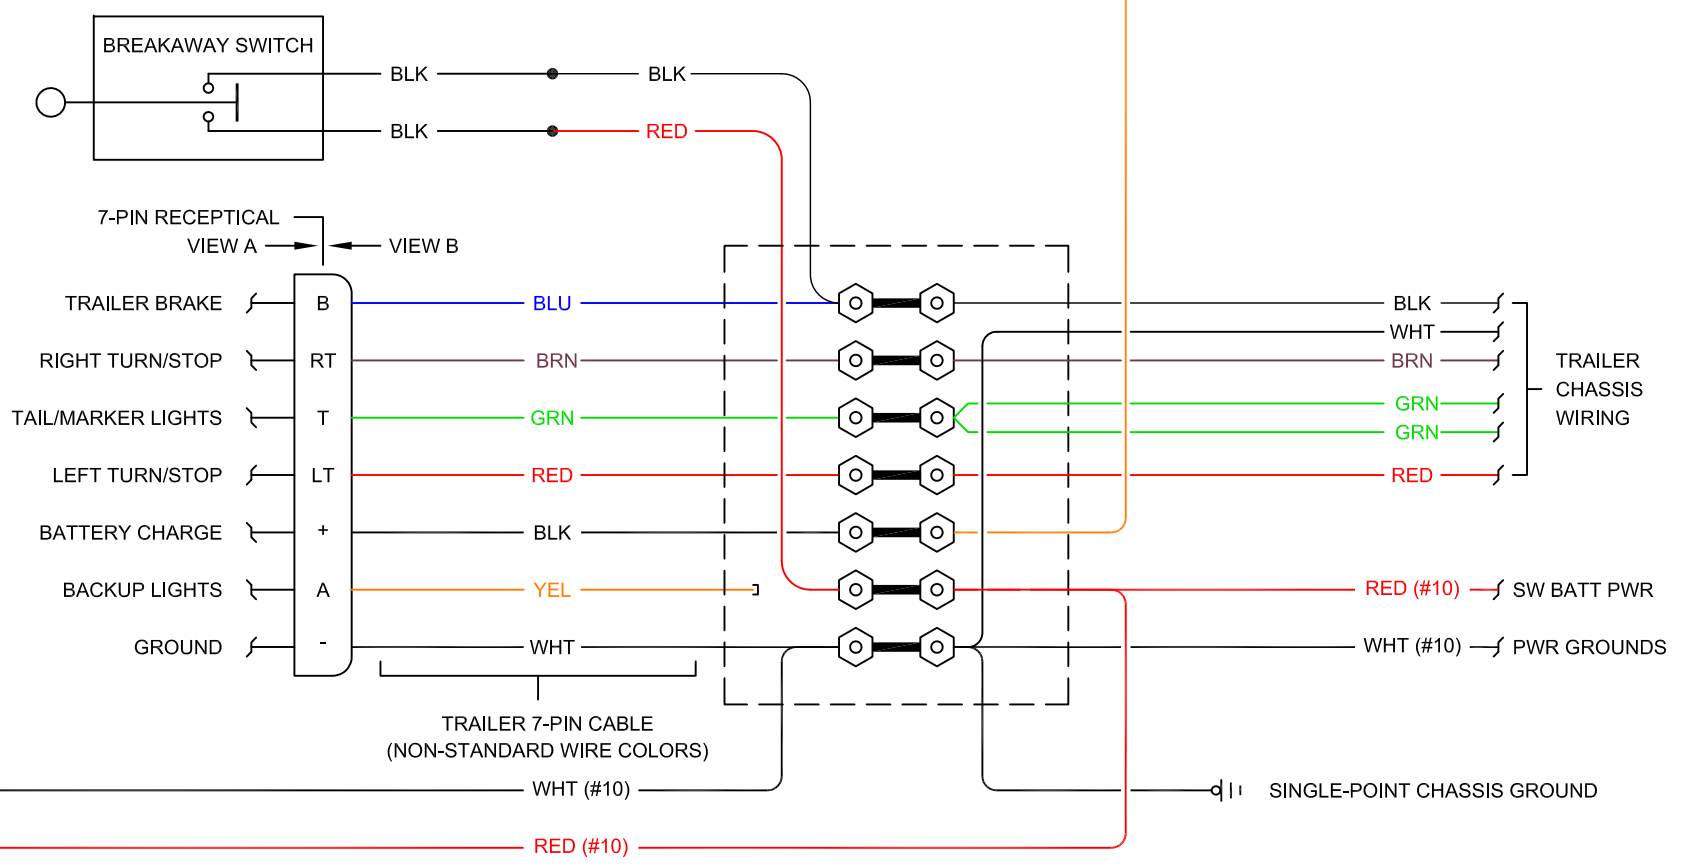 BREAKAWAY SWITCH
BLK BLK
BLK RED
7-PIN RECEPTICAL
VIEW A VIEW B
TRAILER BRAKE B BLU BLK
WHT
RIGHT TURN/STOP RT BRN BRN
TRAILER
CHASSIS
WIRING
GRN
TAIL/MARKER LIGHTS T GRN
GRN
LEFT TURN/STOP LT RED RED
BATTERY CHARGE + BLK
BACKUP LIGHTS A YEL RED (#10) SW BATT PWR
GROUND - WHT WHT (#10) PWR GROUNDS
TRAILER 7-PIN CABLE
(NON-STANDARD WIRE COLORS)
WHT (#10) SINGLE-POINT CHASSIS GROUND
RED (#10)